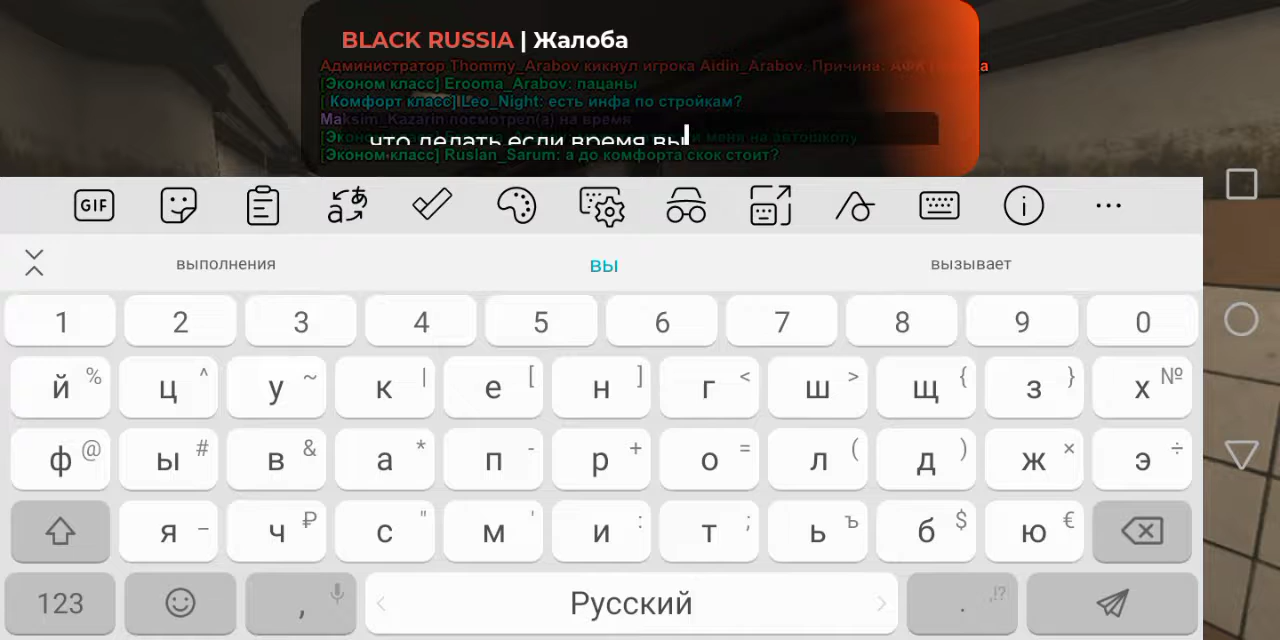 BLACK RUSSIA | Жалоба
Администратор Thommy_Arabov кикнул игрока Aidin_Arabov. Причина: АФК
[Эконом класс] Erooma_Arabov: пацаны
[Комфорт класс] Leo_Night: есть инфа по стройкам?
Maksim_Kazarin посмотрел(а) на время
[Эконом меня на автошколу
что делать если время вы
[Эконом класс] Ruslan_Sarum: а до комфорта скок стоит?
GIF
выполнения вы вызывает
1 2 3 4 5 6 7 8 9 0
й % ц ^ у ~ к | е [ н ] г < ш > щ { з } х №
ф @ ы # в & а * п - р + о = л ( д ) ж × э ÷
я _ ч ₽ с " м ' и : т ; ь ъ б $ ю €
123 , < Русский > . ,!?